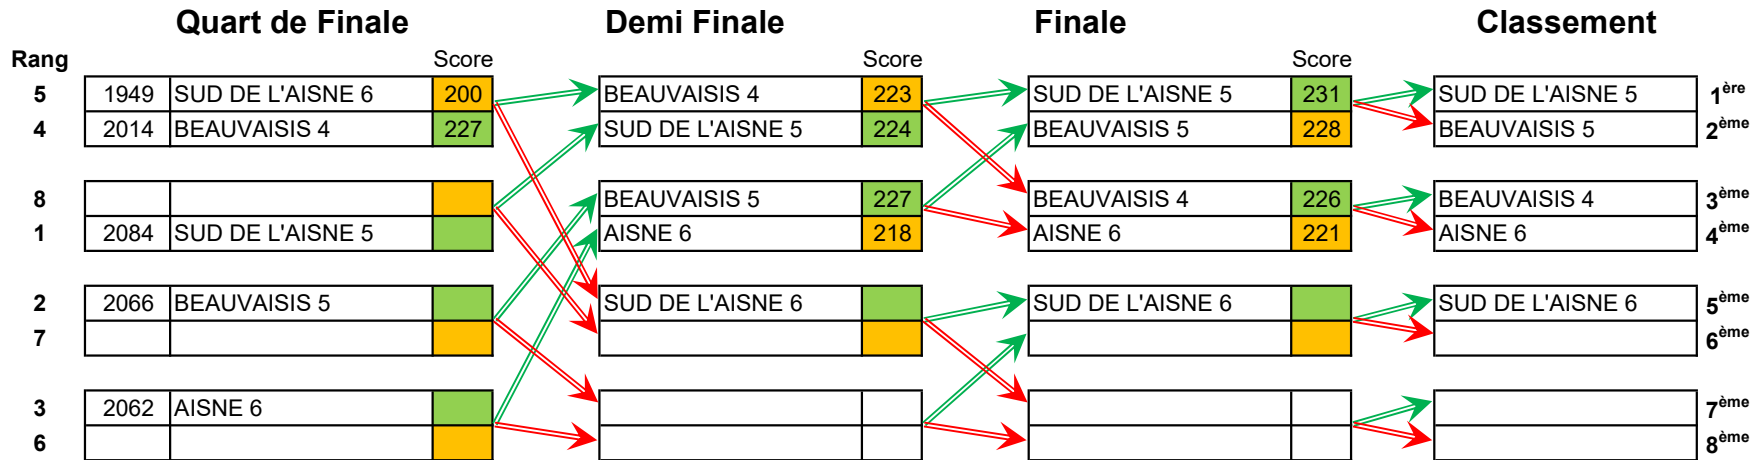 Quart de Finale Demi Finale Finale Classement
Rang Score Score Score
5 1949 SUD DE L'AISNE 6 200 BEAUVAISIS 4 223 SUD DE L'AISNE 5 231 SUD DE L'AISNE 5 1ère
4 2014 BEAUVAISIS 4 227 SUD DE L'AISNE 5 224 BEAUVAISIS 5 228 BEAUVAISIS 5 2ème
8 BEAUVAISIS 5 227 BEAUVAISIS 4 226 BEAUVAISIS 4 3ème
1 2084 SUD DE L'AISNE 5 AISNE 6 218 AISNE 6 221 AISNE 6 4ème
2 2066 BEAUVAISIS 5 SUD DE L'AISNE 6 SUD DE L'AISNE 6 SUD DE L'AISNE 6 5ème
7 6ème
3 2062 AISNE 6 7ème
6 8ème